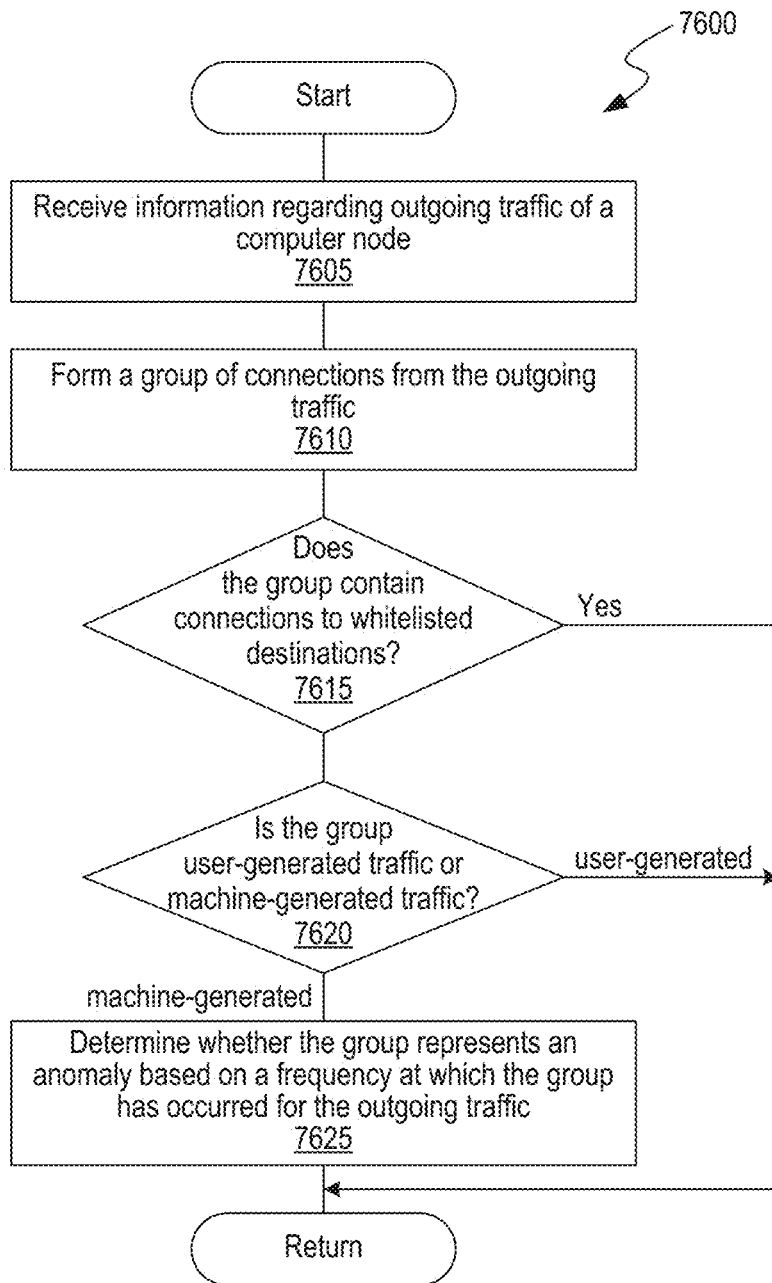 7600
Start
Receive information regarding outgoing traffic of a
computer node
7605
Form a group of connections from the outgoing
traffic
7610
Does
the group contain
connections to whitelisted
destinations?
7615
Yes
Is the group
user-generated traffic or
machine-generated traffic?
7620
user-generated
machine-generated
Determine whether the group represents an
anomaly based on a frequency at which the group
has occurred for the outgoing traffic
7625
Return